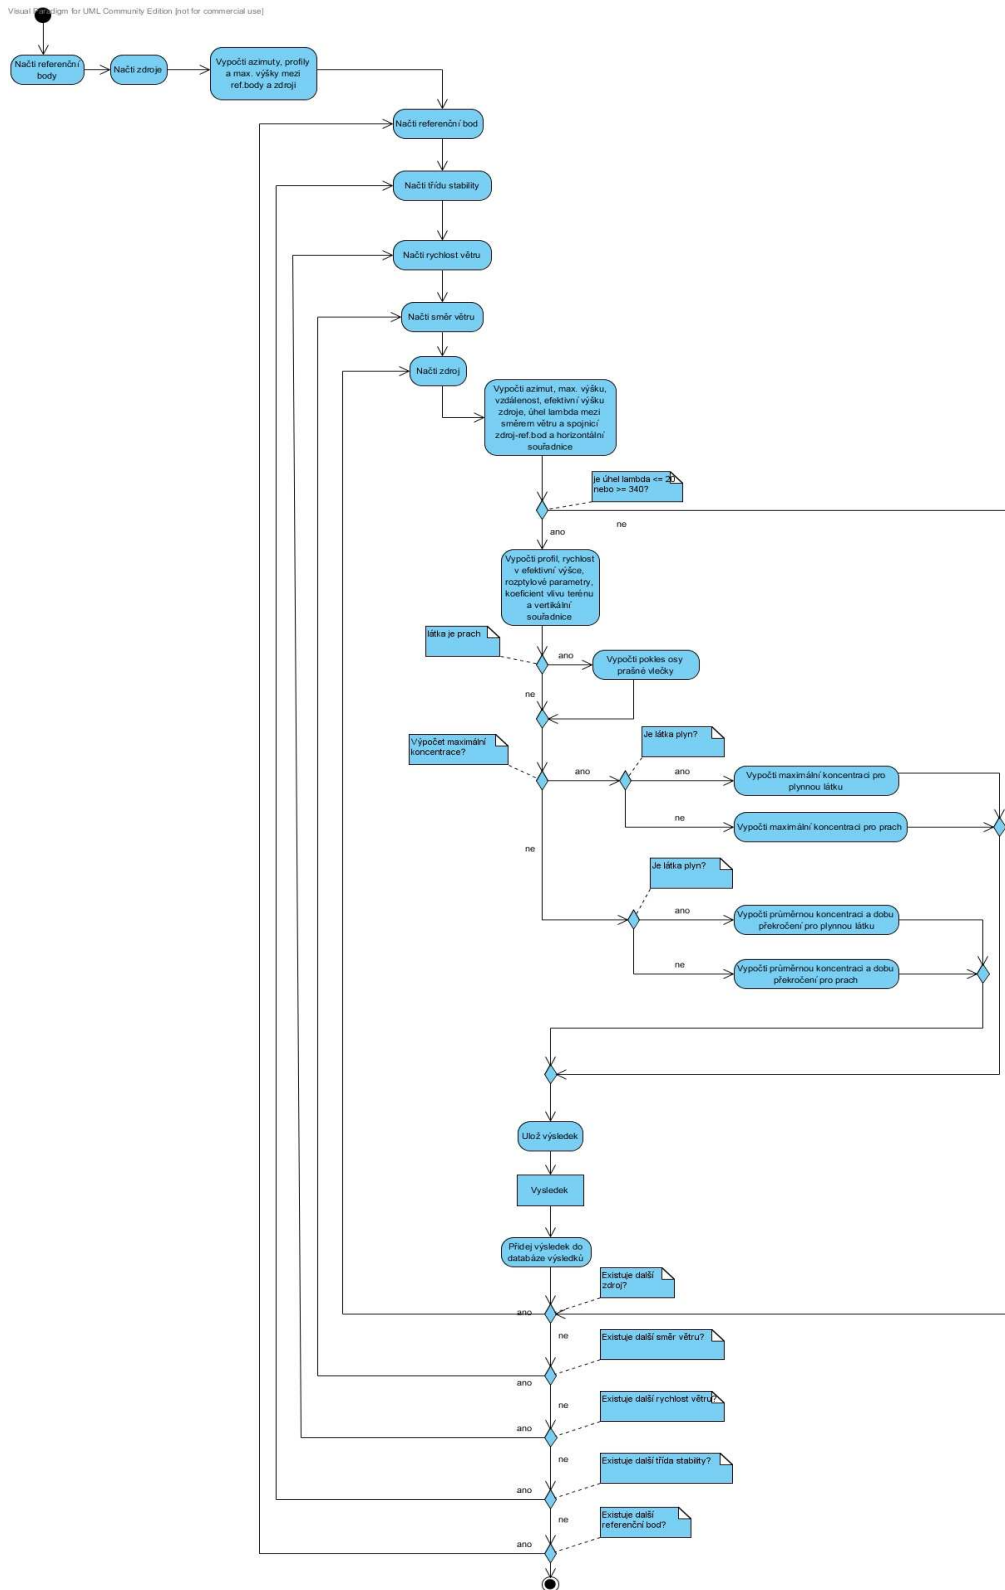 Visual Paradigm for UML Community Edition [not for commercial use]
Načti referenční
body
Načti zdroje
Vypočti azimuty, profily
a max. výšky mezi
ref.body a zdroji
Načti referenční bod
Načti třídu stability
Načti rychlost větru
Načti směr větru
Načti zdroj
Vypočti azimut, max. výšku,
vzdálenost, efektivní výšku
zdroje, úhel lambda mezi
směrem větru a spojnicí
zdroj-ref.bod a horizontální
souřadnice
je úhel lambda <= 20
nebo >= 340?
ne
ano
Vypočti profil, rychlost
v efektivní výšce,
rozptylové parametry,
koeficient vlivu terénu
a vertikální
souřadnice
látka je prach
ano
Vypočti pokles osy
prašné vlečky
ne
Výpočet maximální
koncentrace?
Je látka plyn?
ano
ano
Vypočti maximální koncentraci pro
plynnou látku
ne
Vypočti maximální koncentraci pro prach
ne
Je látka plyn?
ano
Vypočti průměrnou koncentraci a dobu
překročení pro plynnou látku
ne
Vypočti průměrnou koncentraci a dobu
překročení pro prach
Ulož výsledek
Vysledek
Přidej výsledek do
databáze výsledků
Existuje další
zdroj?
ano
ne
Existuje další směr větru?
ano
ne
Existuje další rychlost větru?
ano
ne
Existuje další třída stability?
ano
ne
Existuje další
referenční bod?
ano